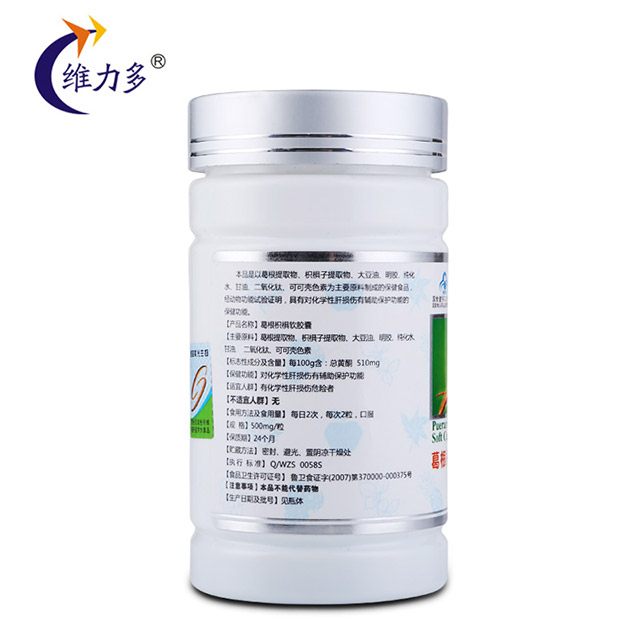 维力多®
本品是以葛根提取物、枳椇子提取物、大豆油、明胶、纯化
水、甘油、二氧化钛、可可壳色素为主要原料制成的保健食品，
经动物功能试验证明，具有对化学性肝损伤有辅助保护功能的
保健功能。
【产品名称】葛根枳椇软胶囊
【主要原料】葛根提取物、枳椇子提取物、大豆油、明胶、纯化水、
甘油、二氧化钛、可可壳色素
【标志性成分及含量】每100g含：总黄酮 510mg
【保健功能】对化学性肝损伤有辅助保护功能
【适宜人群】有化学性肝损伤危险者
【不适宜人群】无
【食用方法及食用量】 每日2次，每次2粒，口服
【规 格】500mg/粒
【保质期】24个月
【贮藏方法】密封、避光、置阴凉干燥处
【执行 标准】Q/WZS 0058S
【食品卫生许可证号】 鲁卫食证字(2007)第370000-000375号
【注意事项】本品不能代替药物
【生产日期及批号】见瓶体
Puera
Soft C
葛根